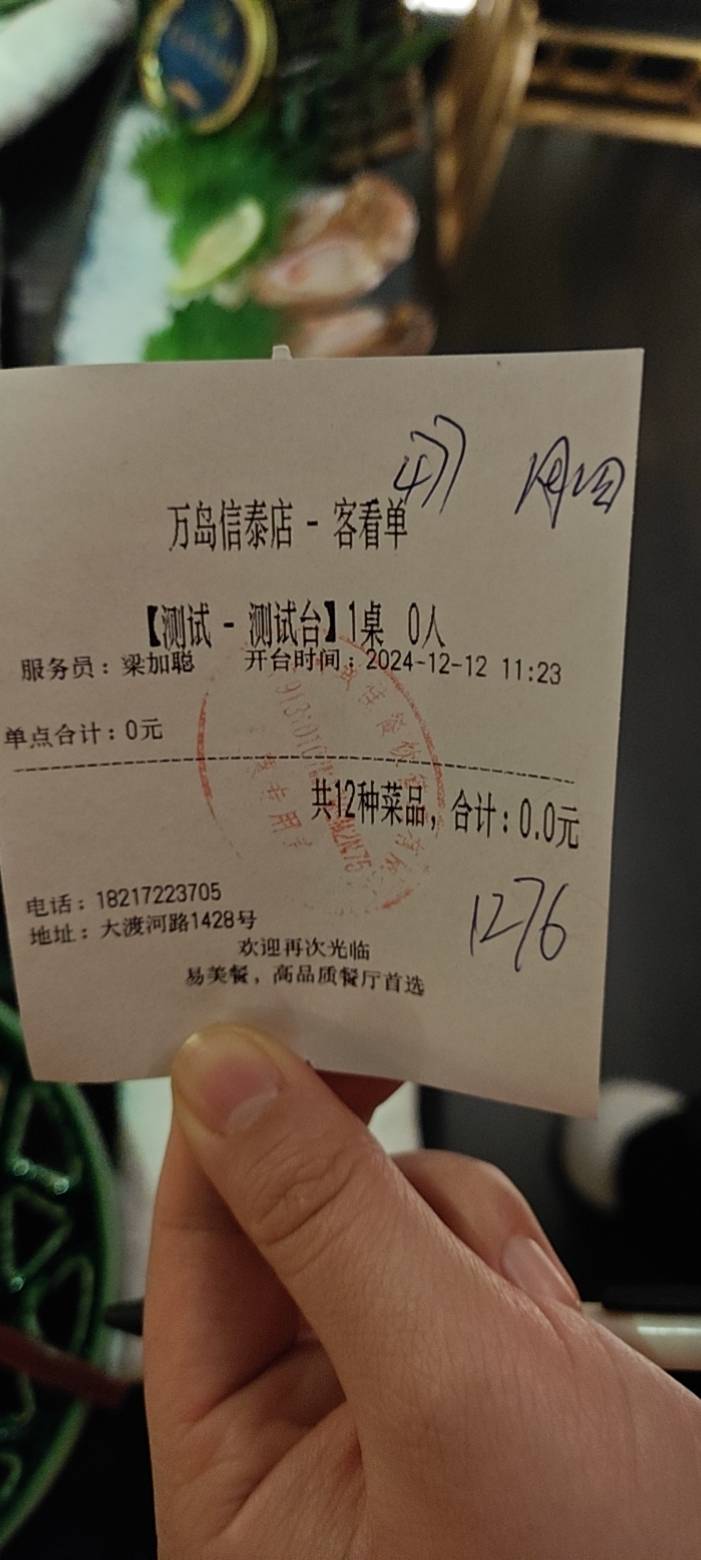 万岛信泰店 - 客看单
【测试 - 测试台】1桌 0人
服务员：梁加聪 开台时间：2024-12-12 11:23
单点合计：0元
共12种菜品，合计：0.0元
1276
电话：18217223705
地址：大渡河路1428号
欢迎再次光临
易美餐，高品质餐厅首选